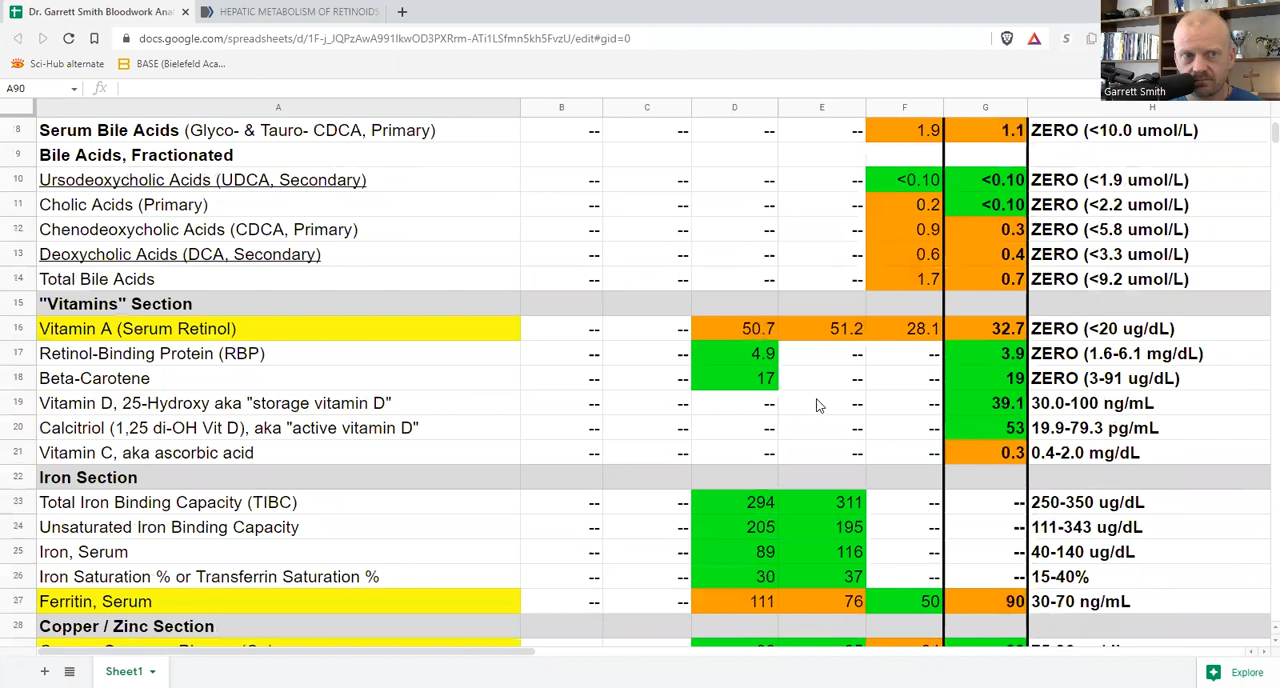 Dr. Garrett Smith Bloodwork Anal
HEPATIC METABOLISM OF RETINOIDS
docs.google.com/spreadsheets/d/1F-j_JQPzAwA991IkwOD3PXRrm-ATi1LSfmn5kh5FvzU/edit#gid=0
Sci-Hub alternate BASE (Bielefeld Aca...
Garrett Smith
A90 fx
A B C D E F G H
8 Serum Bile Acids (Glyco- & Tauro- CDCA, Primary) -- -- -- -- 1.9 1.1 ZERO (<10.0 umol/L)
9 Bile Acids, Fractionated
10 Ursodeoxycholic Acids (UDCA, Secondary) -- -- -- -- <0.10 <0.10 ZERO (<1.9 umol/L)
11 Cholic Acids (Primary) -- -- -- -- 0.2 <0.10 ZERO (<2.2 umol/L)
12 Chenodeoxycholic Acids (CDCA, Primary) -- -- -- -- 0.9 0.3 ZERO (<5.8 umol/L)
13 Deoxycholic Acids (DCA, Secondary) -- -- -- -- 0.6 0.4 ZERO (<3.3 umol/L)
14 Total Bile Acids -- -- -- -- 1.7 0.7 ZERO (<9.2 umol/L)
15 "Vitamins" Section
16 Vitamin A (Serum Retinol) -- -- 50.7 51.2 28.1 32.7 ZERO (<20 ug/dL)
17 Retinol-Binding Protein (RBP) -- -- 4.9 -- -- 3.9 ZERO (1.6-6.1 mg/dL)
18 Beta-Carotene -- -- 17 -- -- 19 ZERO (3-91 ug/dL)
19 Vitamin D, 25-Hydroxy aka "storage vitamin D" -- -- -- -- -- 39.1 30.0-100 ng/mL
20 Calcitriol (1,25 di-OH Vit D), aka "active vitamin D" -- -- -- -- -- 53 19.9-79.3 pg/mL
21 Vitamin C, aka ascorbic acid -- -- -- -- -- 0.3 0.4-2.0 mg/dL
22 Iron Section
23 Total Iron Binding Capacity (TIBC) -- -- 294 311 -- -- 250-350 ug/dL
24 Unsaturated Iron Binding Capacity -- -- 205 195 -- -- 111-343 ug/dL
25 Iron, Serum -- -- 89 116 -- -- 40-140 ug/dL
26 Iron Saturation % or Transferrin Saturation % -- -- 30 37 -- -- 15-40%
27 Ferritin, Serum -- -- 111 76 50 90 30-70 ng/mL
28 Copper / Zinc Section
Sheet1
Explore